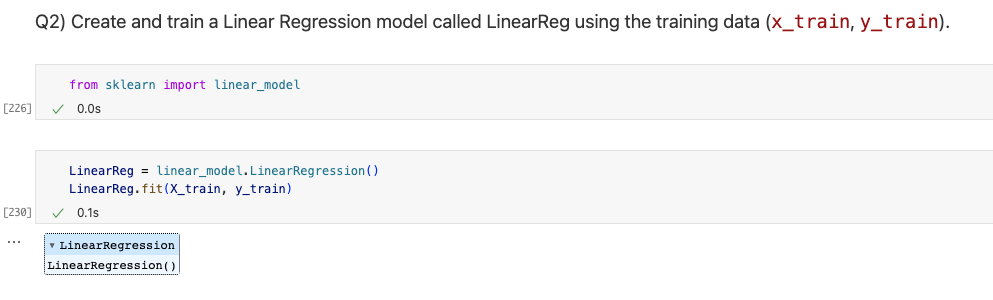 Q2) Create and train a Linear Regression model called LinearReg using the training data (x_train, y_train).
from sklearn import linear_model
[226] ✓ 0.0s
LinearReg = linear_model.LinearRegression()
LinearReg.fit(X_train, y_train)
[230] ✓ 0.1s
...
▾ LinearRegression
LinearRegression()